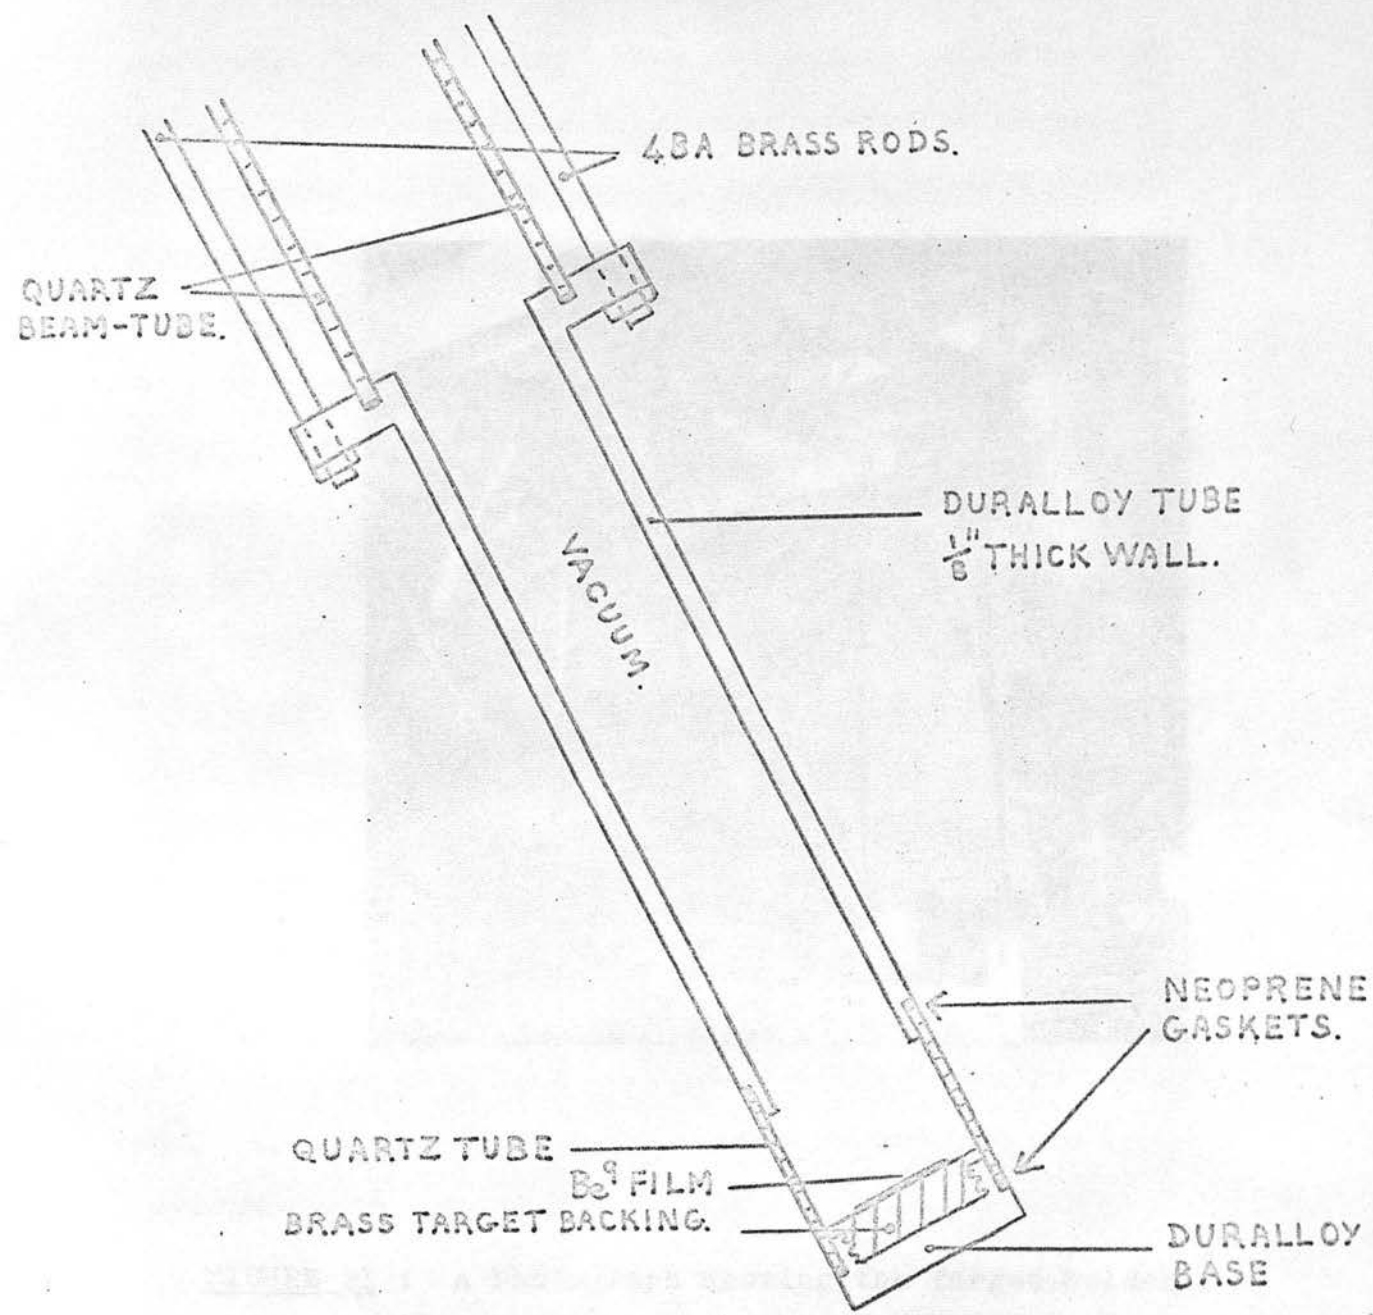 4BA BRASS RODS.
QUARTZ
BEAM-TUBE.
DURALLOY TUBE
1/8" THICK WALL.
VACUUM.
NEOPRENE
GASKETS.
QUARTZ TUBE
Be⁹ FILM
BRASS TARGET BACKING.
DURALLOY
BASE